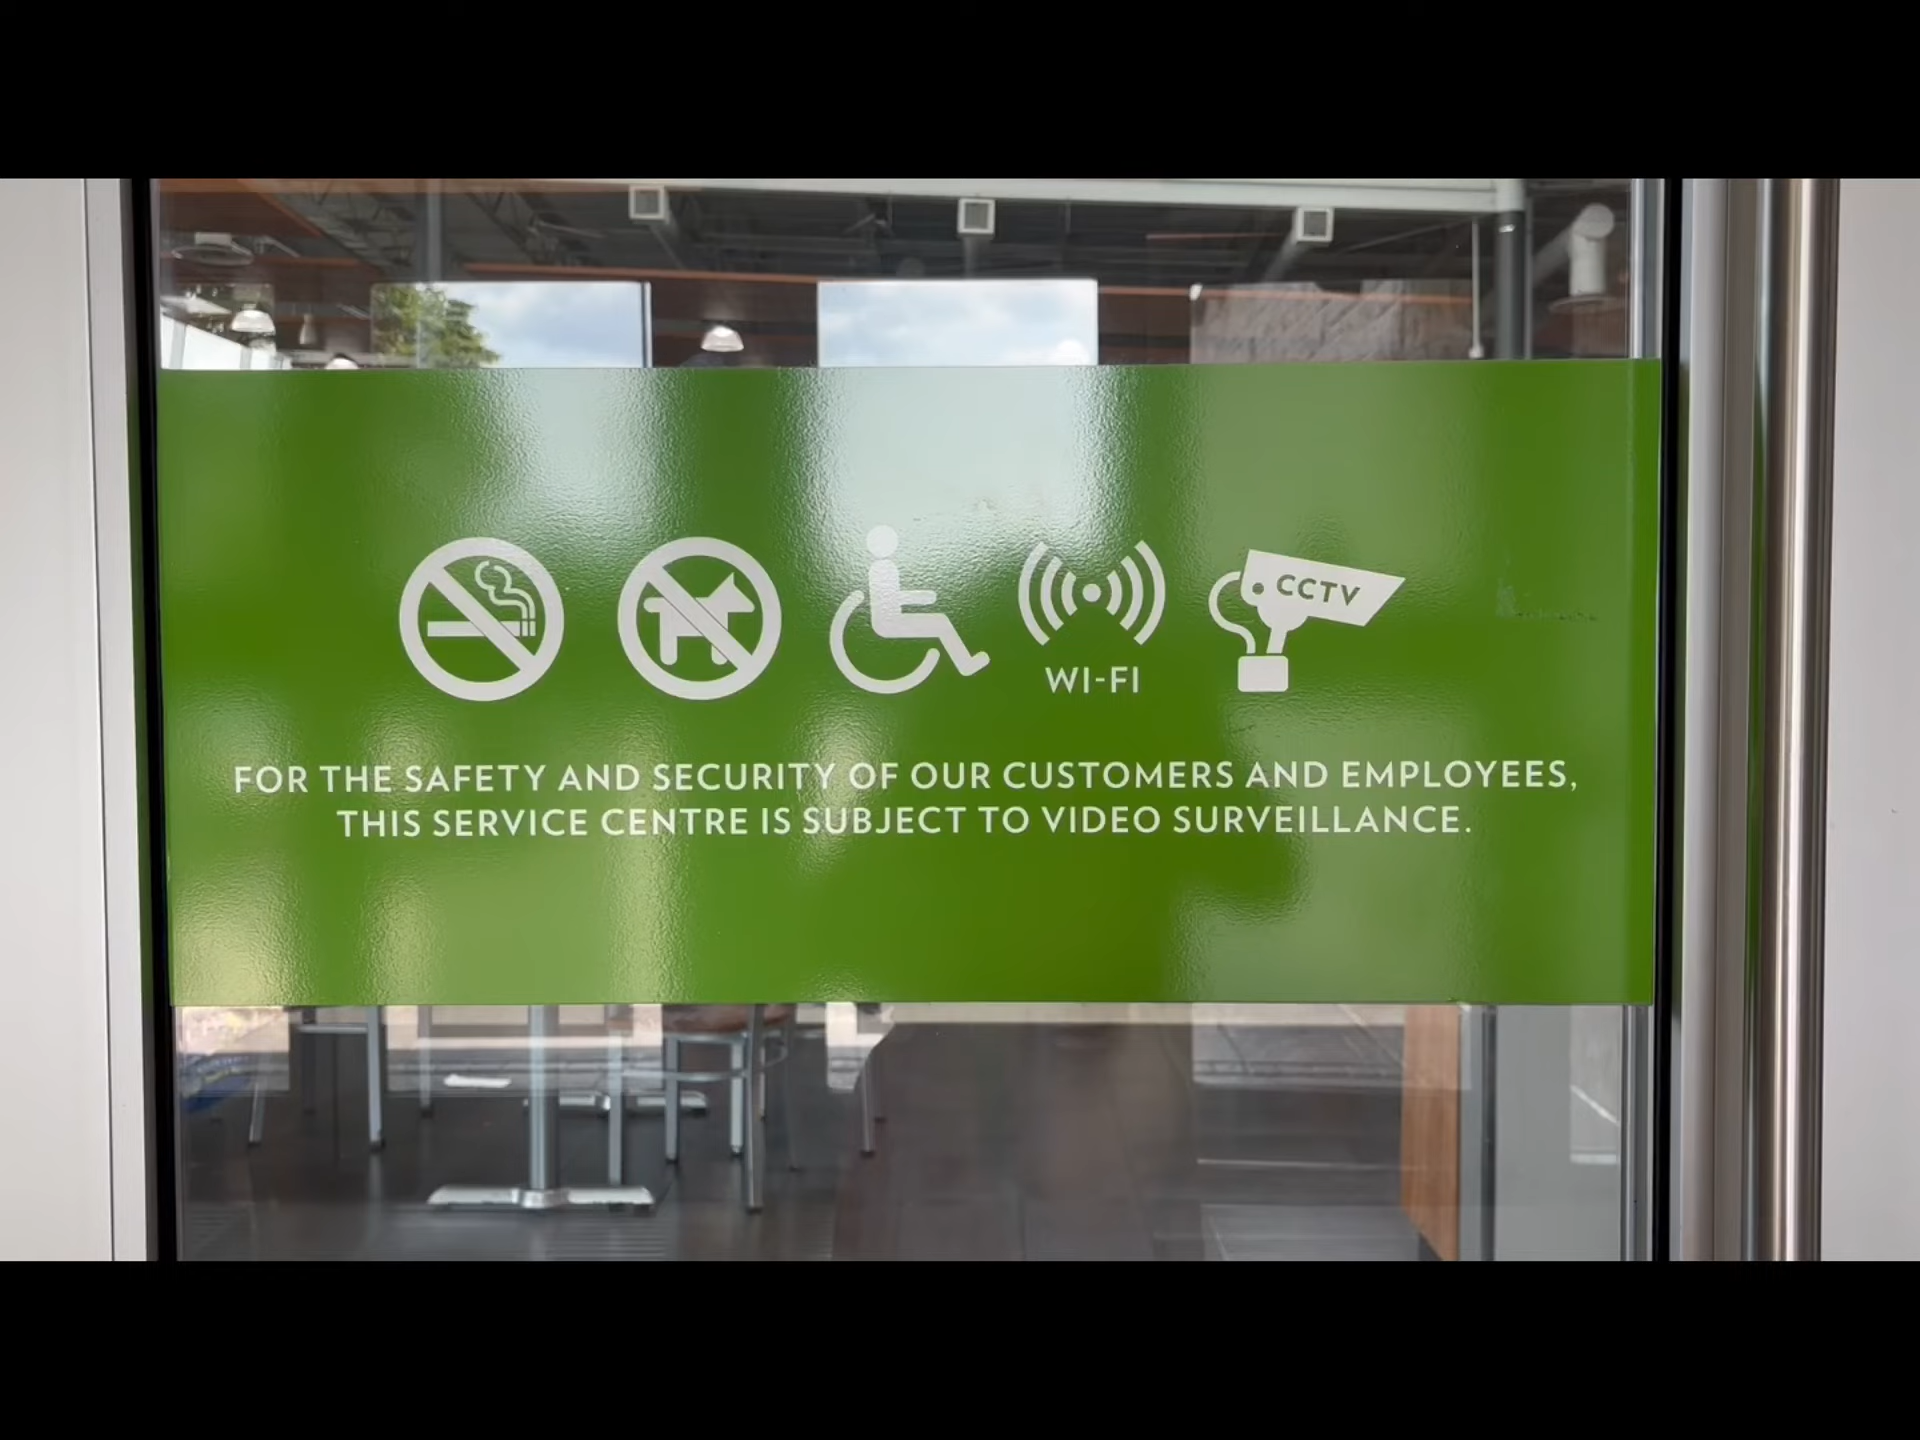 CCTV
WI-FI
FOR THE SAFETY AND SECURITY OF OUR CUSTOMERS AND EMPLOYEES,
THIS SERVICE CENTRE IS SUBJECT TO VIDEO SURVEILLANCE.